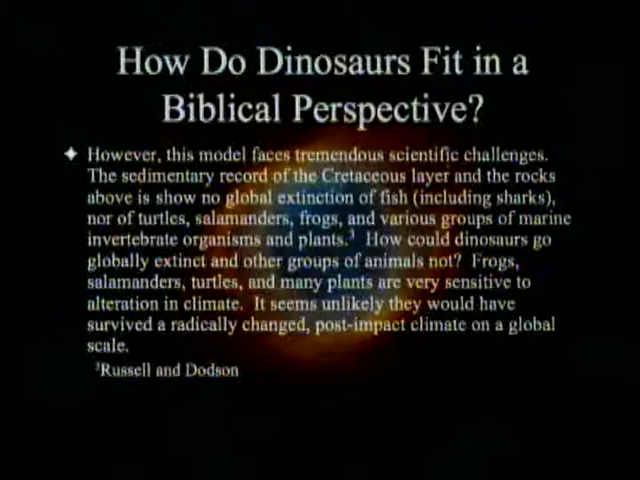 How Do Dinosaurs Fit in a
Biblical Perspective?
✦ However, this model faces tremendous scientific challenges.
The sedimentary record of the Cretaceous layer and the rocks
above is show no global extinction of fish (including sharks),
nor of turtles, salamanders, frogs, and various groups of marine
invertebrate organisms and plants.³ How could dinosaurs go
globally extinct and other groups of animals not? Frogs,
salamanders, turtles, and many plants are very sensitive to
alteration in climate. It seems unlikely they would have
survived a radically changed, post-impact climate on a global
scale.
³Russell and Dodson